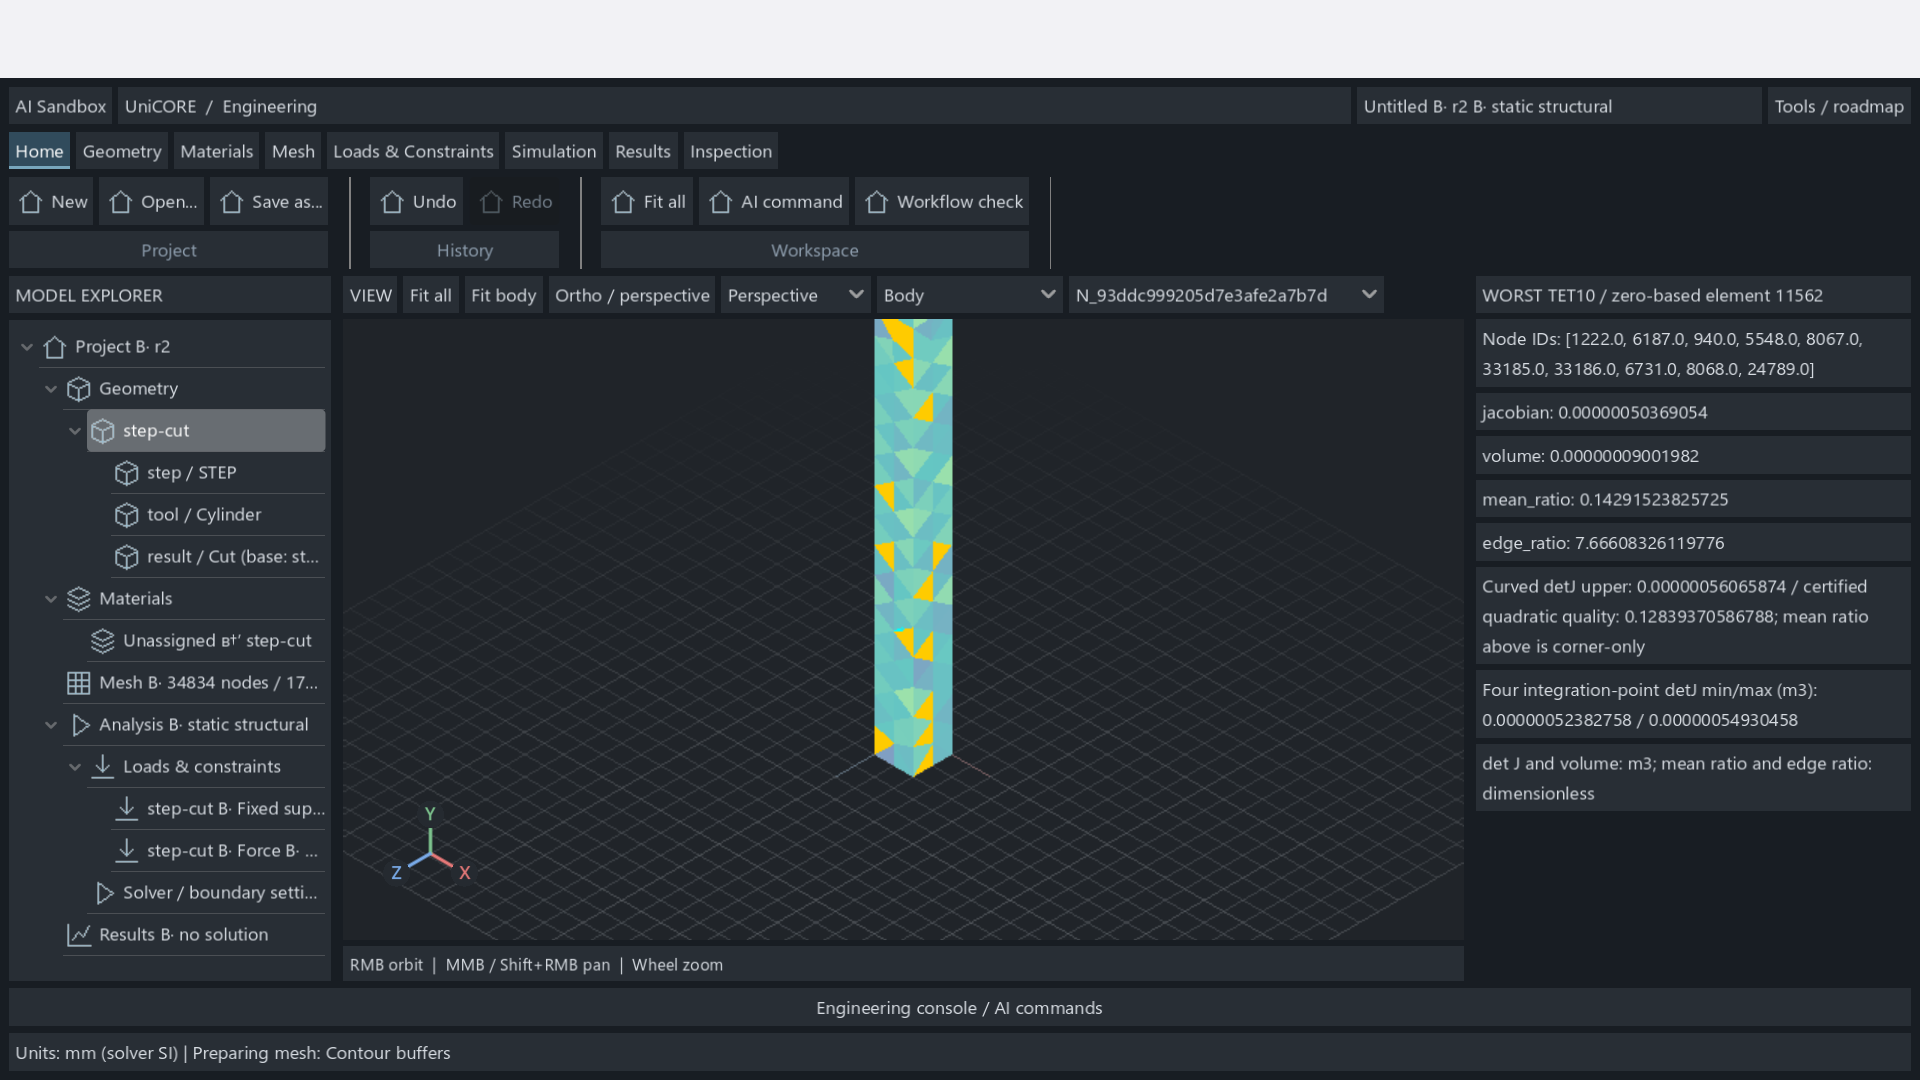 AI Sandbox
UniCORE / Engineering
Untitled В· r2 В· static structural
Tools / roadmap
Home
Geometry
Materials
Mesh
Loads & Constraints
Simulation
Results
Inspection
New
Open...
Save as...
Undo
Redo
Fit all
AI command
Workflow check
Project
History
Workspace
MODEL EXPLORER
VIEW
Fit all
Fit body
Ortho / perspective
Perspective
Body
N_93ddc999205d7e3afe2a7b7d
WORST TET10 / zero-based element 11562
Project В· r2
Geometry
step-cut
step / STEP
tool / Cylinder
result / Cut (base: st...
Materials
Unassigned в†’ step-cut
Mesh В· 34834 nodes / 17...
Analysis В· static structural
Loads & constraints
step-cut В· Fixed sup...
step-cut В· Force В· ...
Solver / boundary setti...
Results В· no solution
Y
Z
X
RMB orbit | MMB / Shift+RMB pan | Wheel zoom
Node IDs: [1222.0, 6187.0, 940.0, 5548.0, 8067.0,
33185.0, 33186.0, 6731.0, 8068.0, 24789.0]
jacobian: 0.00000050369054
volume: 0.00000009001982
mean_ratio: 0.14291523825725
edge_ratio: 7.66608326119776
Curved detJ upper: 0.00000056065874 / certified
quadratic quality: 0.12839370586788; mean ratio
above is corner-only
Four integration-point detJ min/max (m3):
0.00000052382758 / 0.00000054930458
det J and volume: m3; mean ratio and edge ratio:
dimensionless
Engineering console / AI commands
Units: mm (solver SI) | Preparing mesh: Contour buffers